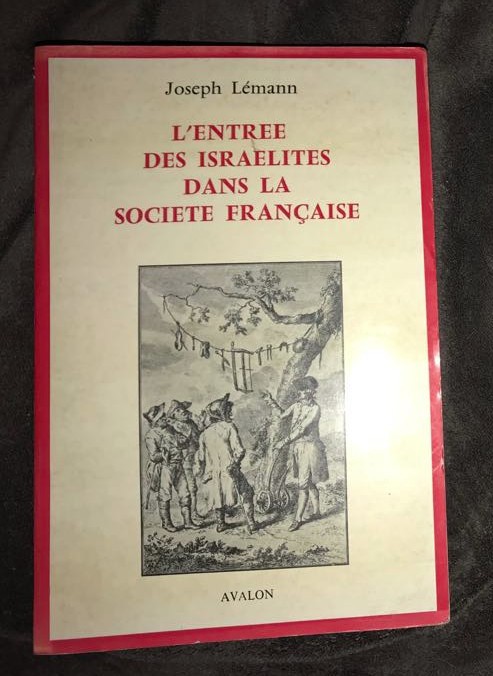 Joseph Lémann
L'ENTREE
DES ISRAELITES
DANS LA
SOCIETE FRANÇAISE
AVALON